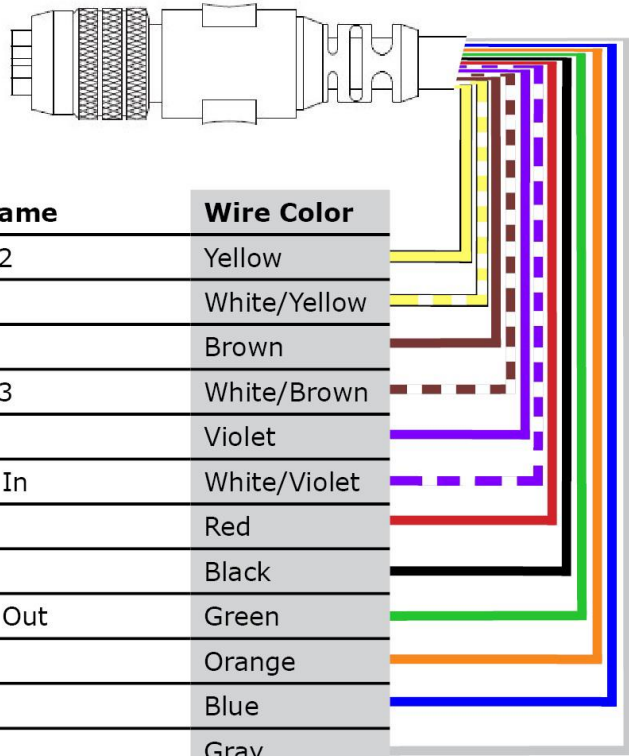 ame Wire Color
2 Yellow
White/Yellow
Brown
3 White/Brown
Violet
In White/Violet
Red
Black
Out Green
Orange
Blue
Gray